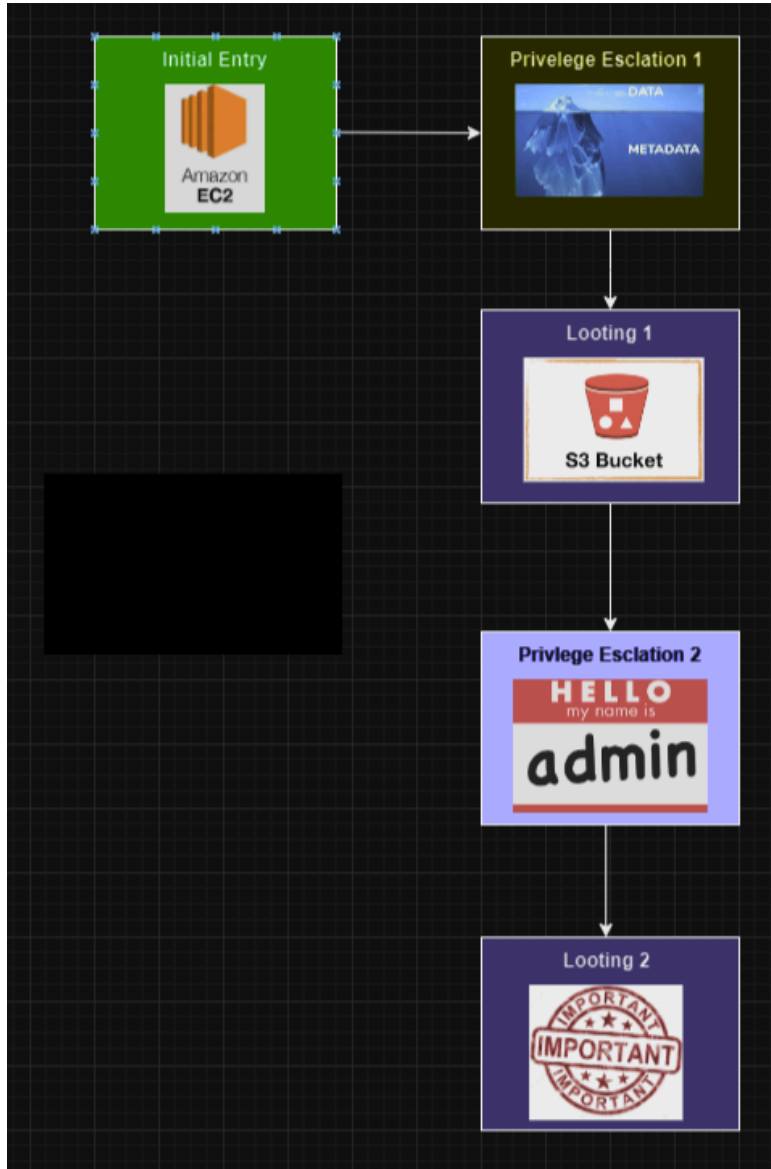 Initial Entry
Amazon
EC2
Privelege Esclation 1
DATA
METADATA
Looting 1
S3 Bucket
Privlege Esclation 2
HELLO
my name is
admin
Looting 2
IMPORTANT
IMPORTANT
IMPORTANT